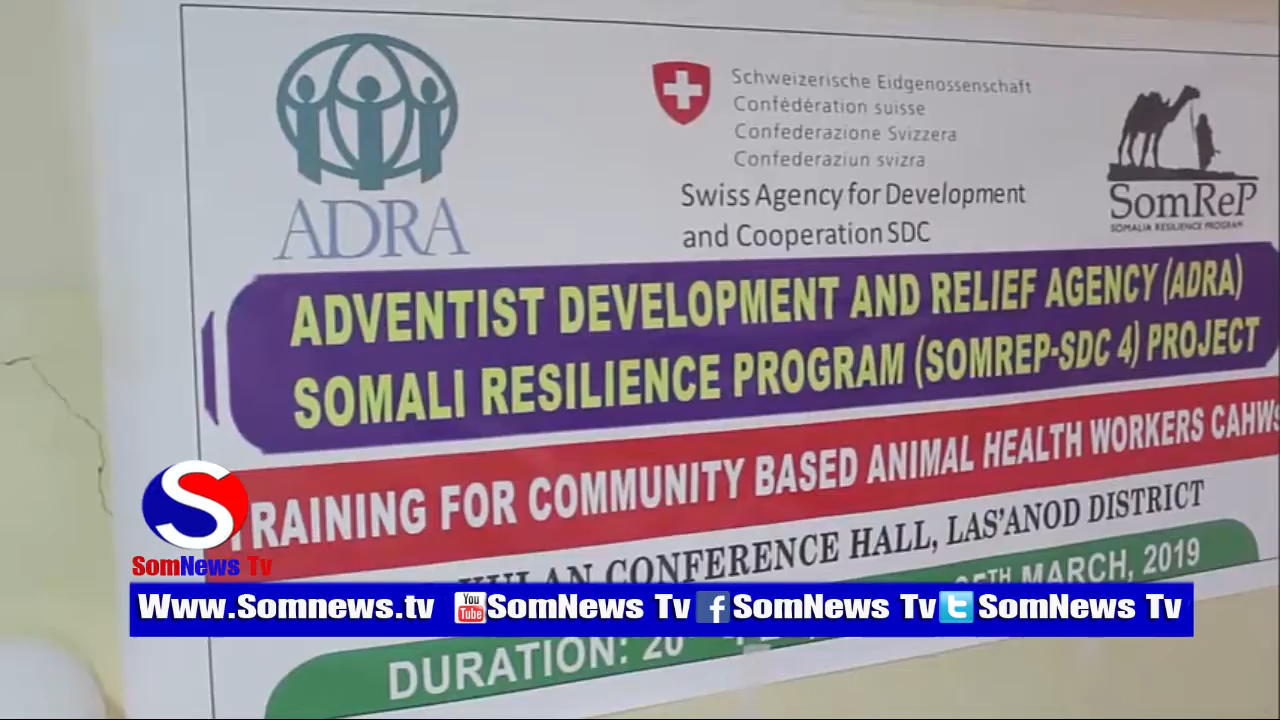 ADRA
Schweizerische Eidgenossenschaft
Confédération suisse
Confederazione Svizzera
Confederaziun svizra
Swiss Agency for Development
and Cooperation SDC
SomReP
SOMALIA RESILIENCE PROGRAM
ADVENTIST DEVELOPMENT AND RELIEF AGENCY (ADRA)
SOMALI RESILIENCE PROGRAM (SOMREP-SDC 4) PROJECT
TRAINING FOR COMMUNITY BASED ANIMAL HEALTH WORKERS CAHWs
CONFERENCE HALL, LAS'ANOD DISTRICT
DURATION: 20 MARCH, 2019
S
SomNews Tv
Www.Somnews.tv You Tube SomNews Tv f SomNews Tv t SomNews Tv